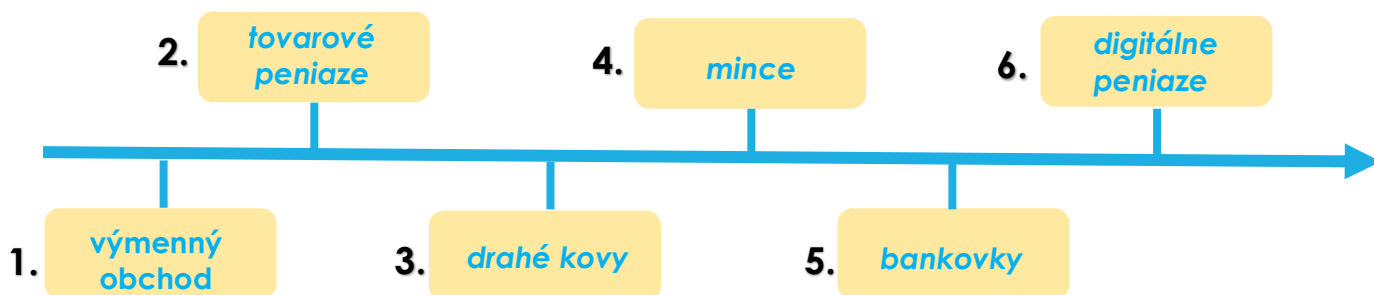 1.
výmenný
obchod
2.
tovarové
peniaze
3.
drahé kovy
4.
mince
5.
bankovky
6.
digitálne
peniaze